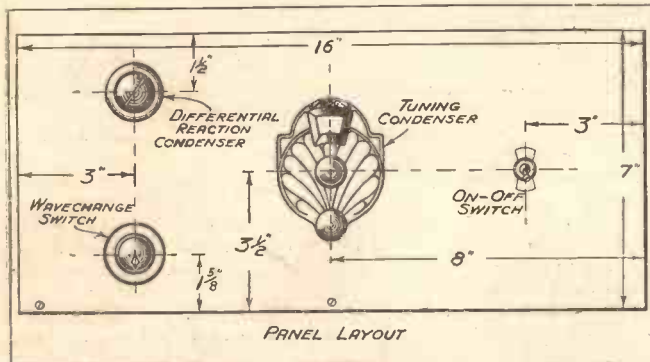 16"
1½"
DIFFERENTIAL
REACTION
CONDENSER
TUNING
CONDENSER
3"
3"
7"
WAVECHANGE
SWITCH
ON-OFF
SWITCH
3½"
8"
1⅝"
PANEL LAYOUT